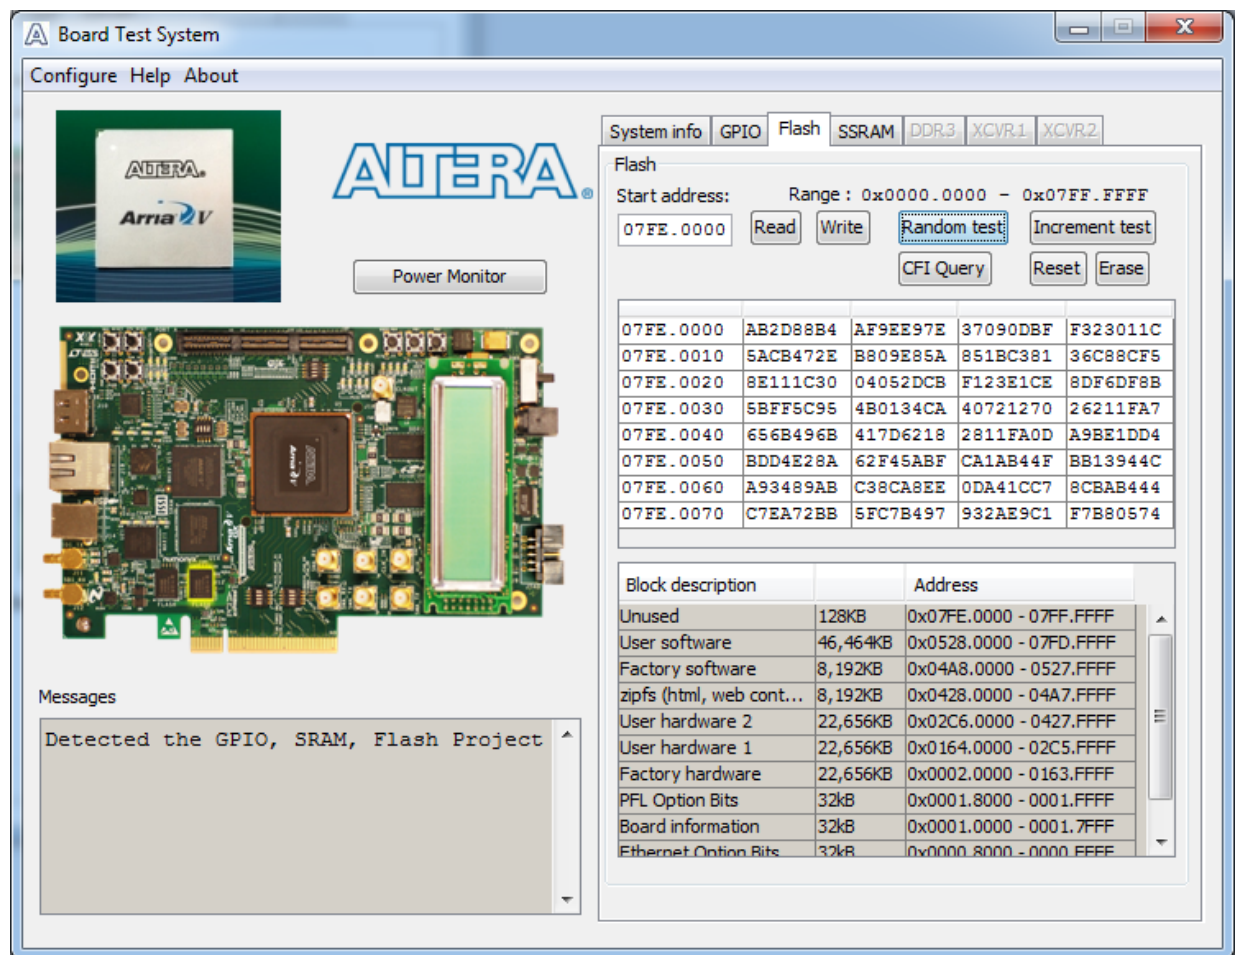 Board Test System
Configure Help About
ALTERA®
Arria V
ALTERA®
Power Monitor
Messages
Detected the GPIO, SRAM, Flash Project
System info GPIO Flash SSRAM DDR3 XCVR1 XCVR2
Flash
Start address: Range : 0x0000.0000 - 0x07FF.FFFF
07FE.0000 Read Write Random test Increment test
CFI Query Reset Erase
07FE.0000 AB2D88B4 AF9EE97E 37090DBF F323011C
07FE.0010 5ACB472E B809E85A 851BC381 36C88CF5
07FE.0020 8E111C30 04052DCB F123E1CE 8DF6DF8B
07FE.0030 5BFF5C95 4B0134CA 40721270 26211FA7
07FE.0040 656B496B 417D6218 2811FA0D A9BE1DD4
07FE.0050 BDD4E28A 62F45ABF CA1AB44F BB13944C
07FE.0060 A93489AB C38CA8EE 0DA41CC7 8CBAB444
07FE.0070 C7EA72BB 5FC7B497 932AE9C1 F7B80574
Block description Address
Unused 128KB 0x07FE.0000 - 07FF.FFFF
User software 46,464KB 0x0528.0000 - 07FD.FFFF
Factory software 8,192KB 0x04A8.0000 - 0527.FFFF
zipfs (html, web cont... 8,192KB 0x0428.0000 - 04A7.FFFF
User hardware 2 22,656KB 0x02C6.0000 - 0427.FFFF
User hardware 1 22,656KB 0x0164.0000 - 02C5.FFFF
Factory hardware 22,656KB 0x0002.0000 - 0163.FFFF
PFL Option Bits 32kB 0x0001.8000 - 0001.FFFF
Board information 32kB 0x0001.0000 - 0001.7FFF
Ethernet Option Bits 32kB 0x0000.8000 - 0000.FFFF